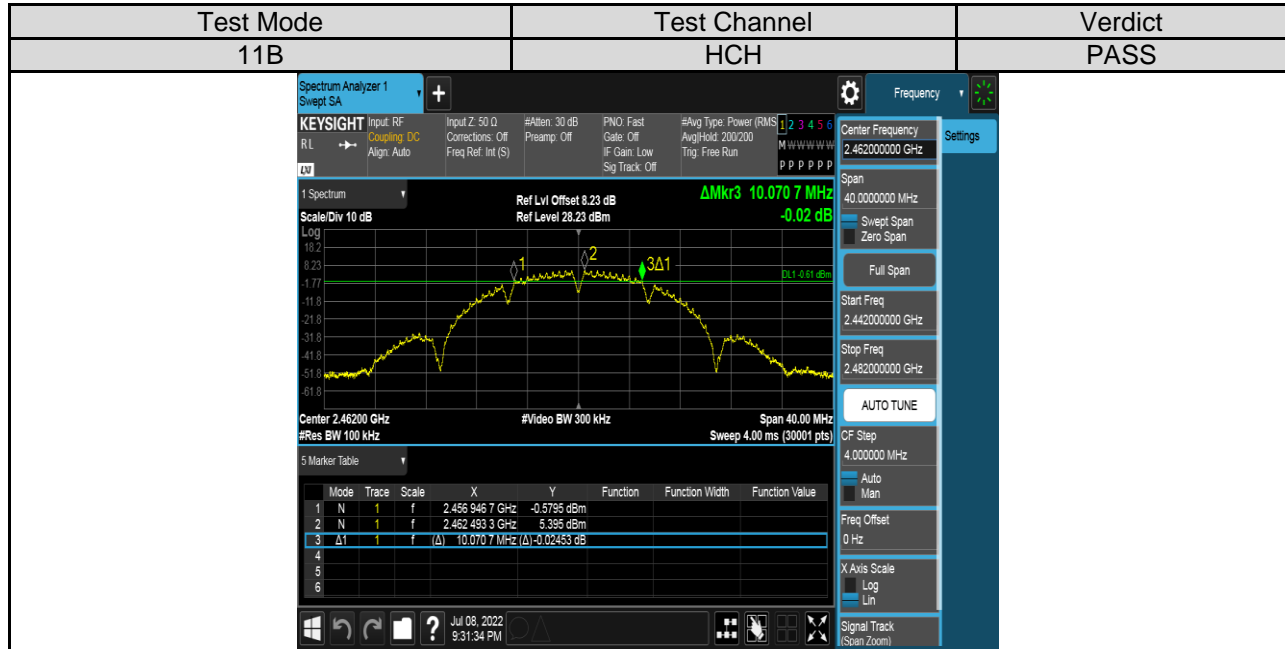 Test Mode Test Channel Verdict
11B HCH PASS
Spectrum Analyzer 1
Swept SA
+
Frequency
KEYSIGHT Input: RF Input Z: 50 Ω #Atten: 30 dB PNO: Fast #Avg Type: Power (RMS 1 2 3 4 5 6
RL Coupling: DC Corrections: Off Preamp: Off Gate: Off Avg|Hold: 200/200 M W W W W W
Align: Auto Freq Ref: Int (S) IF Gain: Low Trig: Free Run
LXI Sig Track: Off P P P P P P
Center Frequency
2.462000000 GHz
Settings
Span
40.0000000 MHz
Swept Span
Zero Span
Full Span
Start Freq
2.442000000 GHz
Stop Freq
2.482000000 GHz
AUTO TUNE
CF Step
4.000000 MHz
Auto
Man
Freq Offset
0 Hz
X Axis Scale
Log
Lin
Signal Track
(Span Zoom)
1 Spectrum
Ref Lvl Offset 8.23 dB ΔMkr3 10.070 7 MHz
Scale/Div 10 dB Ref Level 28.23 dBm -0.02 dB
Log
18.2
8.23
-1.77
-11.8
-21.8
-31.8
-41.8
-51.8
-61.8
1 2 3Δ1
DL1 -0.61 dBm
Center 2.46200 GHz #Video BW 300 kHz Span 40.00 MHz
#Res BW 100 kHz Sweep 4.00 ms (30001 pts)
5 Marker Table
Mode Trace Scale X Y Function Function Width Function Value
1 N 1 f 2.456 946 7 GHz -0.5795 dBm
2 N 1 f 2.462 493 3 GHz 5.395 dBm
3 Δ1 1 f (Δ) 10.070 7 MHz (Δ) -0.02453 dB
4
5
6
? Jul 08, 2022
9:31:34 PM